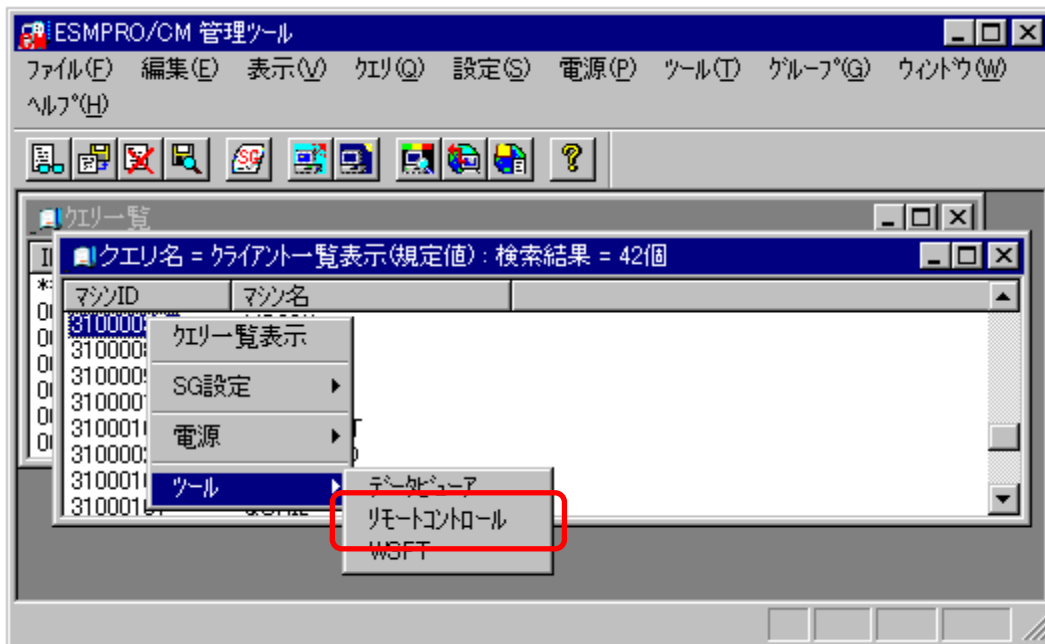 ESMPRO/CM 管理ツール
ファイル(F) 編集(E) 表示(V) クエリ(Q) 設定(S) 電源(P) ツール(T) グループ(G) ウィンドウ(W)
ヘルプ(H)
SG
クエリ一覧
クエリ名 = クライアント一覧表示(規定値) : 検索結果 = 42個
マシンID マシン名
クエリ一覧表示
SG設定
電源
ツール
データビューア
リモートコントロール
WSFT